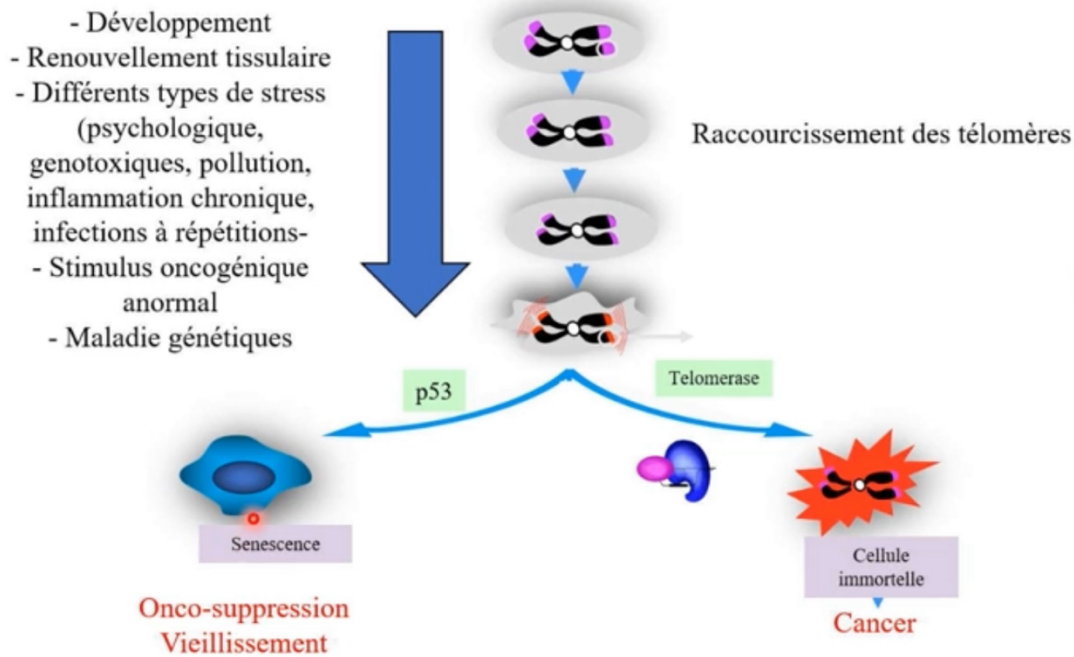 - Développement
- Renouvellement tissulaire
- Différents types de stress
(psychologique,
genotoxiques, pollution,
inflammation chronique,
infections à répétitions-
- Stimulus oncogénique
anormal
- Maladie génétiques
Raccourcissement des télomères
p53
Telomerase
Senescence
Onco-suppression
Vieillissement
Cellule
immortelle
Cancer